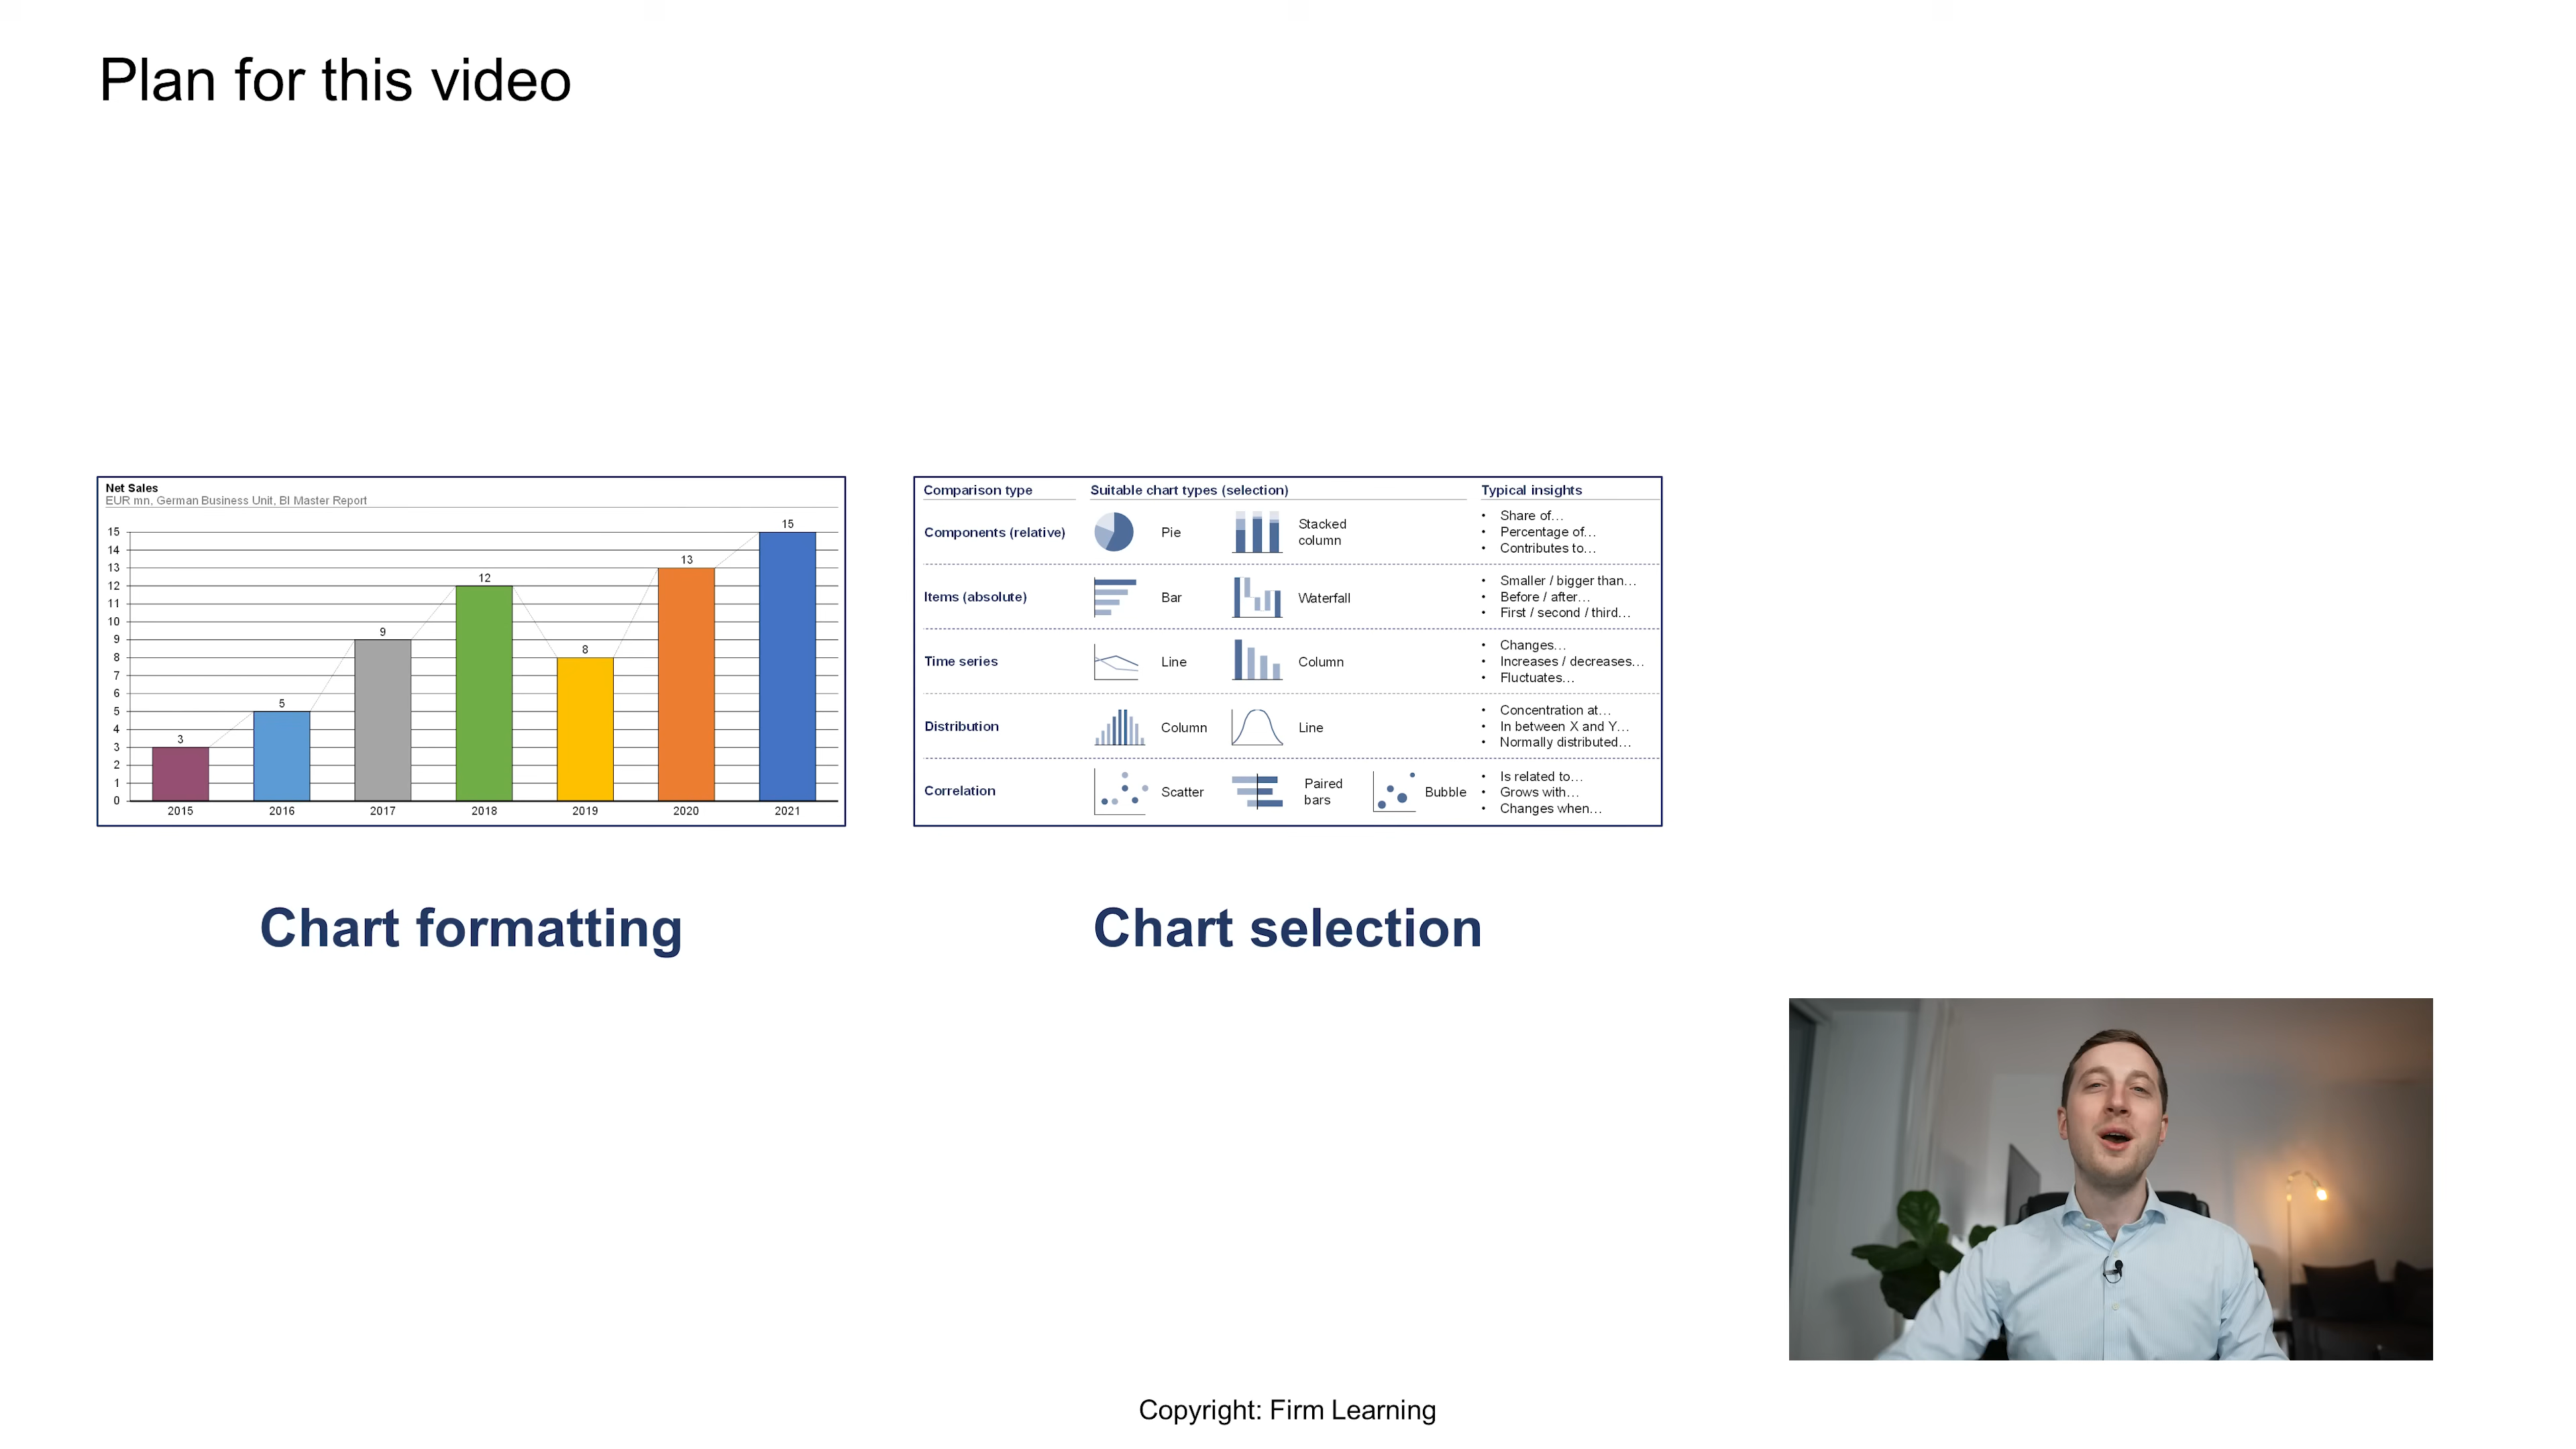 Plan for this video
Net Sales
EUR mn, German Business Unit, BI Master Report
15
14
13
12
11
10
9
8
7
6
5
4
3
2
1
0
3
5
9
12
8
13
15
2015 2016 2017 2018 2019 2020 2021
Chart formatting
Comparison type Suitable chart types (selection) Typical insights
Components (relative)
Pie
Stacked
column
• Share of…
• Percentage of…
• Contributes to…
Items (absolute)
Bar
Waterfall
• Smaller / bigger than…
• Before / after…
• First / second / third…
Time series
Line
Column
• Changes…
• Increases / decreases…
• Fluctuates…
Distribution
Column
Line
• Concentration at…
• In between X and Y…
• Normally distributed…
Correlation
Scatter
Paired
bars
Bubble
• Is related to…
• Grows with…
• Changes when…
Chart selection
Copyright: Firm Learning